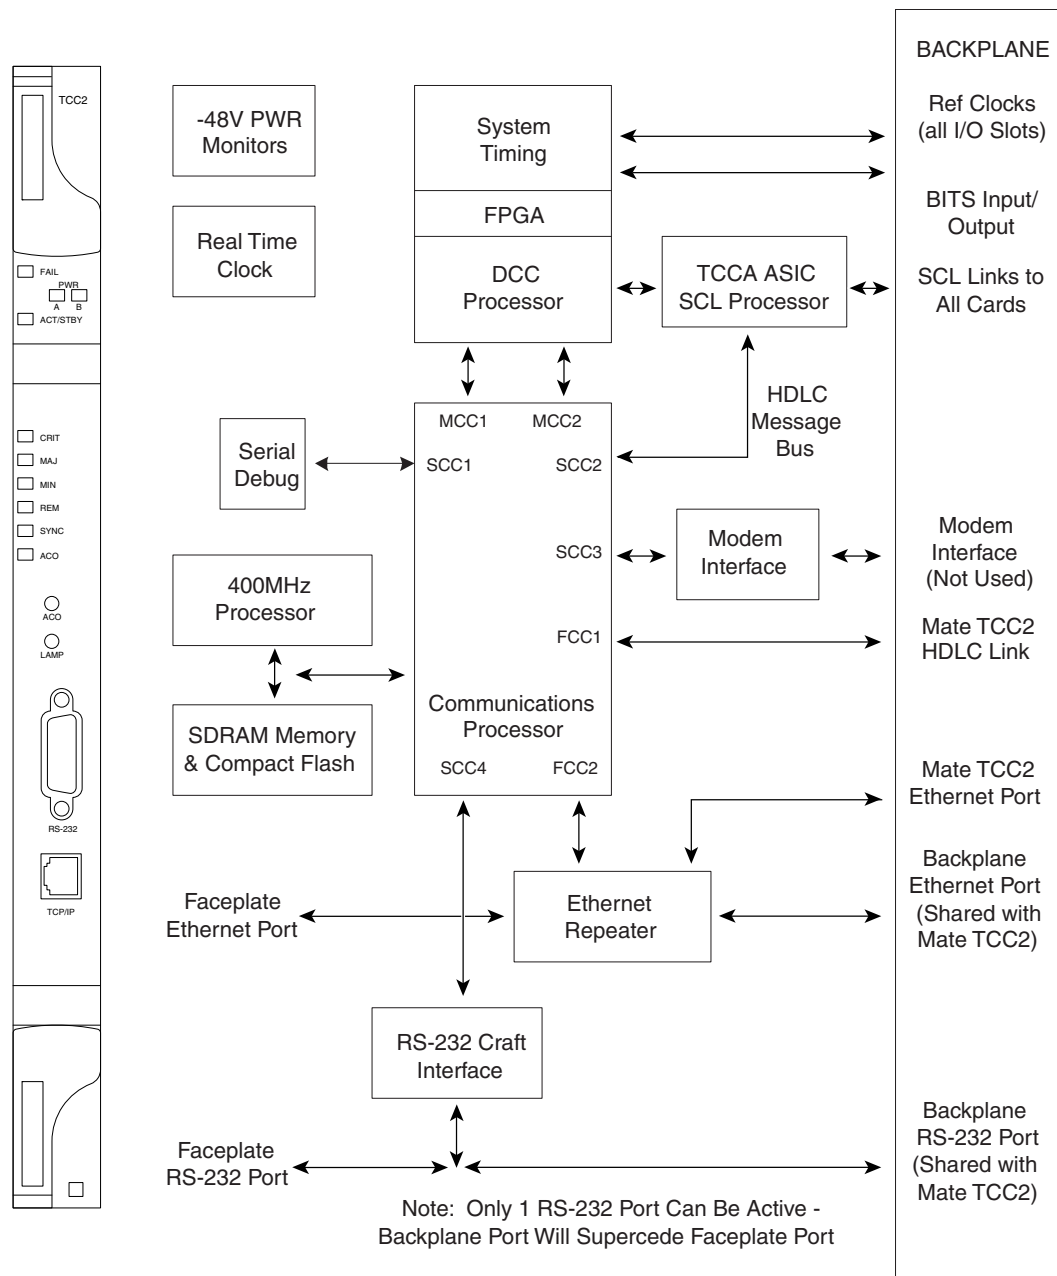 TCC2
FAIL
PWR
A B
ACT/STBY
CRIT
MAJ
MIN
REM
SYNC
ACO
ACO
LAMP
RS-232
TCP/IP
-48V PWR
Monitors
Real Time
Clock
System
Timing
FPGA
DCC
Processor
TCCA ASIC
SCL Processor
HDLC
Message
Bus
Serial
Debug
MCC1
MCC2
SCC1
SCC2
SCC3
FCC1
Communications
Processor
SCC4
FCC2
Modem
Interface
400MHz
Processor
SDRAM Memory
& Compact Flash
Faceplate
Ethernet Port
Ethernet
Repeater
RS-232 Craft
Interface
Faceplate
RS-232 Port
Note: Only 1 RS-232 Port Can Be Active -
Backplane Port Will Supercede Faceplate Port
BACKPLANE
Ref Clocks
(all I/O Slots)
BITS Input/
Output
SCL Links to
All Cards
Modem
Interface
(Not Used)
Mate TCC2
HDLC Link
Mate TCC2
Ethernet Port
Backplane
Ethernet Port
(Shared with
Mate TCC2)
Backplane
RS-232 Port
(Shared with
Mate TCC2)